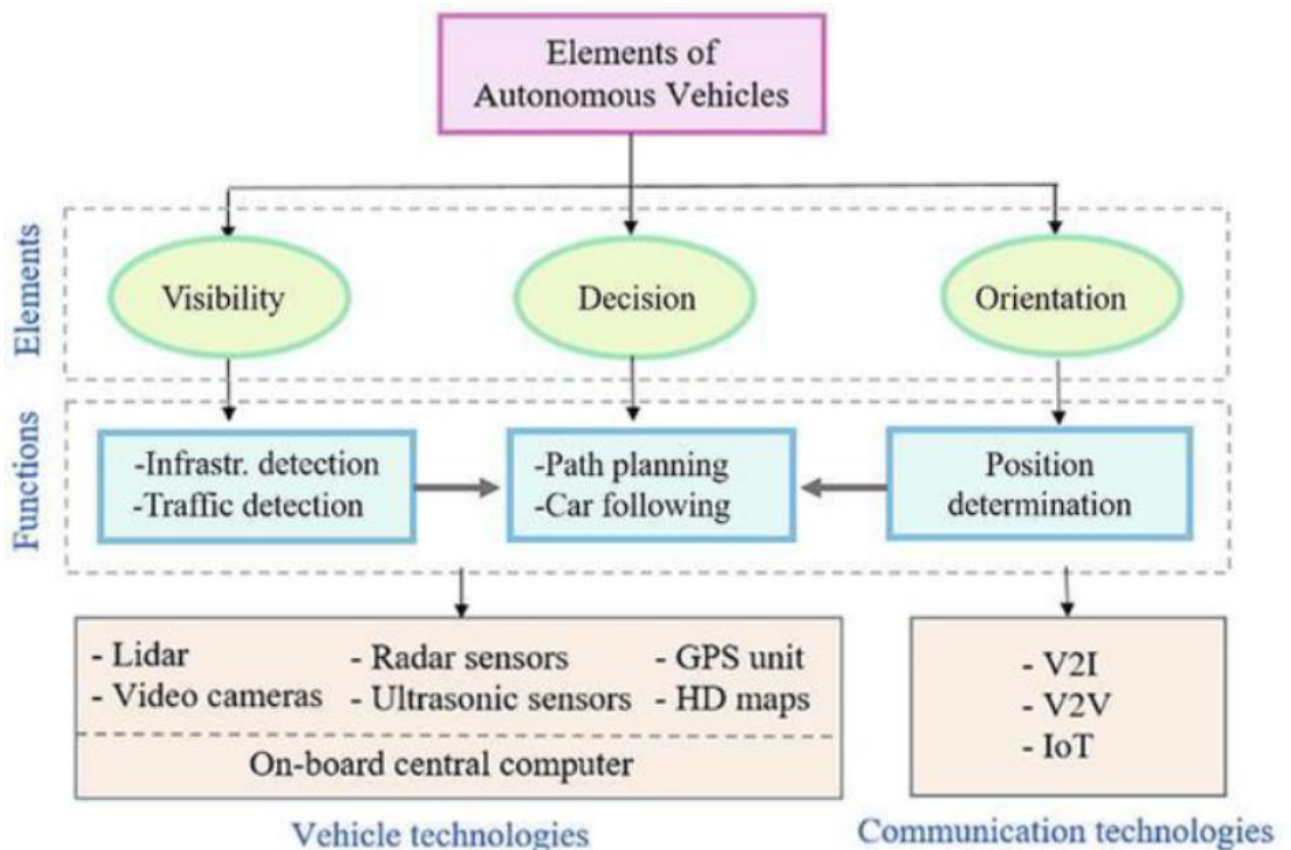 Elements of
Autonomous Vehicles
Elements
Visibility
Decision
Orientation
Functions
-Infrastr. detection
-Traffic detection
-Path planning
-Car following
Position
determination
- Lidar
- Radar sensors
- GPS unit
- Video cameras
- Ultrasonic sensors
- HD maps
On-board central computer
- V2I
- V2V
- IoT
Vehicle technologies
Communication technologies